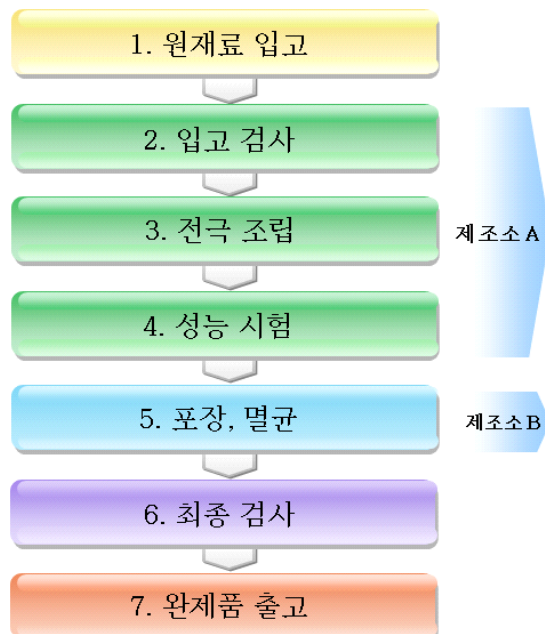 1. 원재료 입고
2. 입고 검사
3. 전극 조립
제조소 A
4. 성능 시험
5. 포장, 멸균
제조소 B
6. 최종 검사
7. 완제품 출고